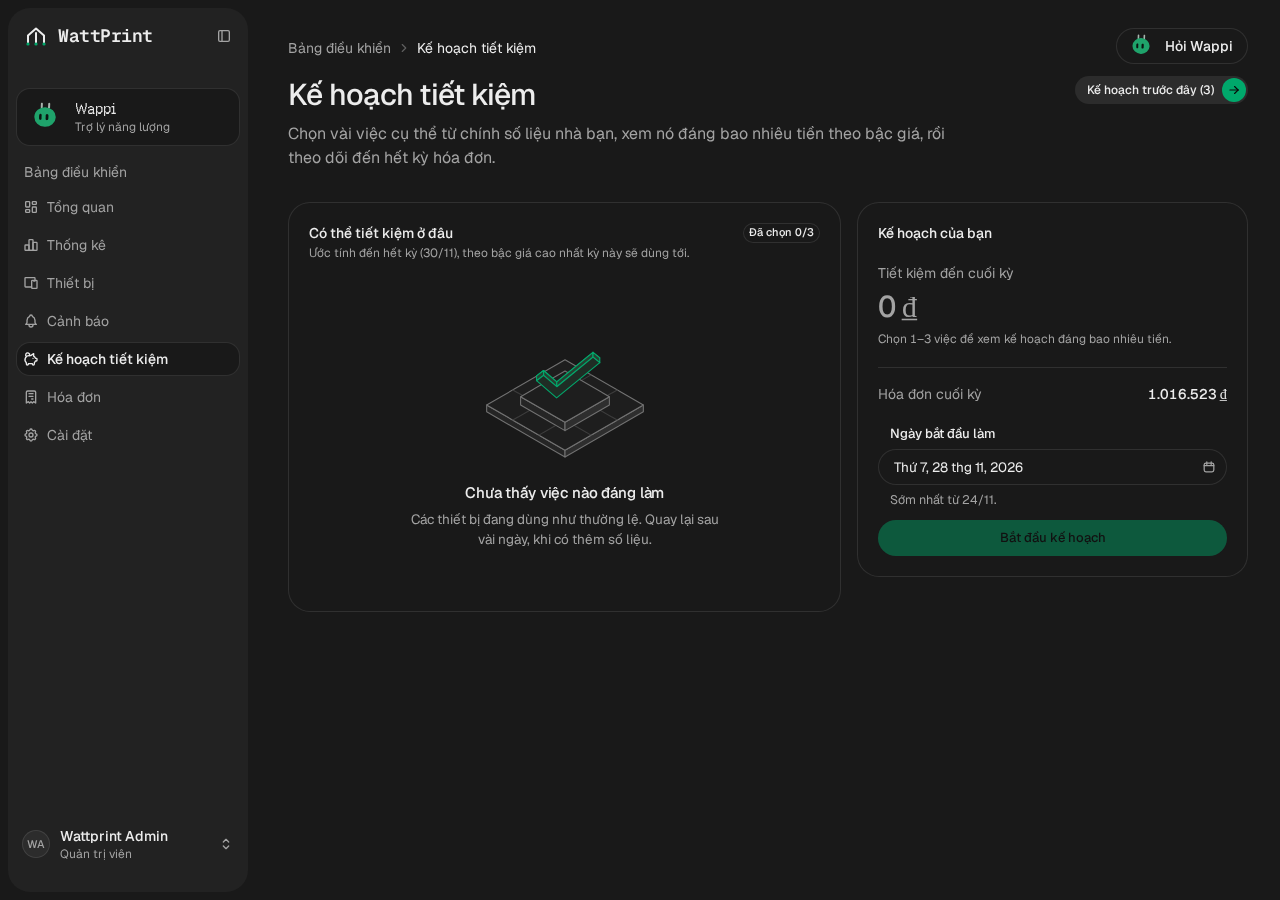 WattPrint
Wappi
Trợ lý năng lượng
Bảng điều khiển
Tổng quan
Thống kê
Thiết bị
Cảnh báo
Kế hoạch tiết kiệm
Hóa đơn
Cài đặt
WA
Wattprint Admin
Quản trị viên
Bảng điều khiển > Kế hoạch tiết kiệm
Hỏi Wappi
Kế hoạch tiết kiệm
Kế hoạch trước đây (3)
Chọn vài việc cụ thể từ chính số liệu nhà bạn, xem nó đáng bao nhiêu tiền theo bậc giá, rồi
theo dõi đến hết kỳ hóa đơn.
Có thể tiết kiệm ở đâu
Đã chọn 0/3
Ước tính đến hết kỳ (30/11), theo bậc giá cao nhất kỳ này sẽ dùng tới.
Chưa thấy việc nào đáng làm
Các thiết bị đang dùng như thường lệ. Quay lại sau
vài ngày, khi có thêm số liệu.
Kế hoạch của bạn
Tiết kiệm đến cuối kỳ
0 ₫
Chọn 1–3 việc để xem kế hoạch đáng bao nhiêu tiền.
Hóa đơn cuối kỳ 1.016.523 ₫
Ngày bắt đầu làm
Thứ 7, 28 thg 11, 2026
Sớm nhất từ 24/11.
Bắt đầu kế hoạch